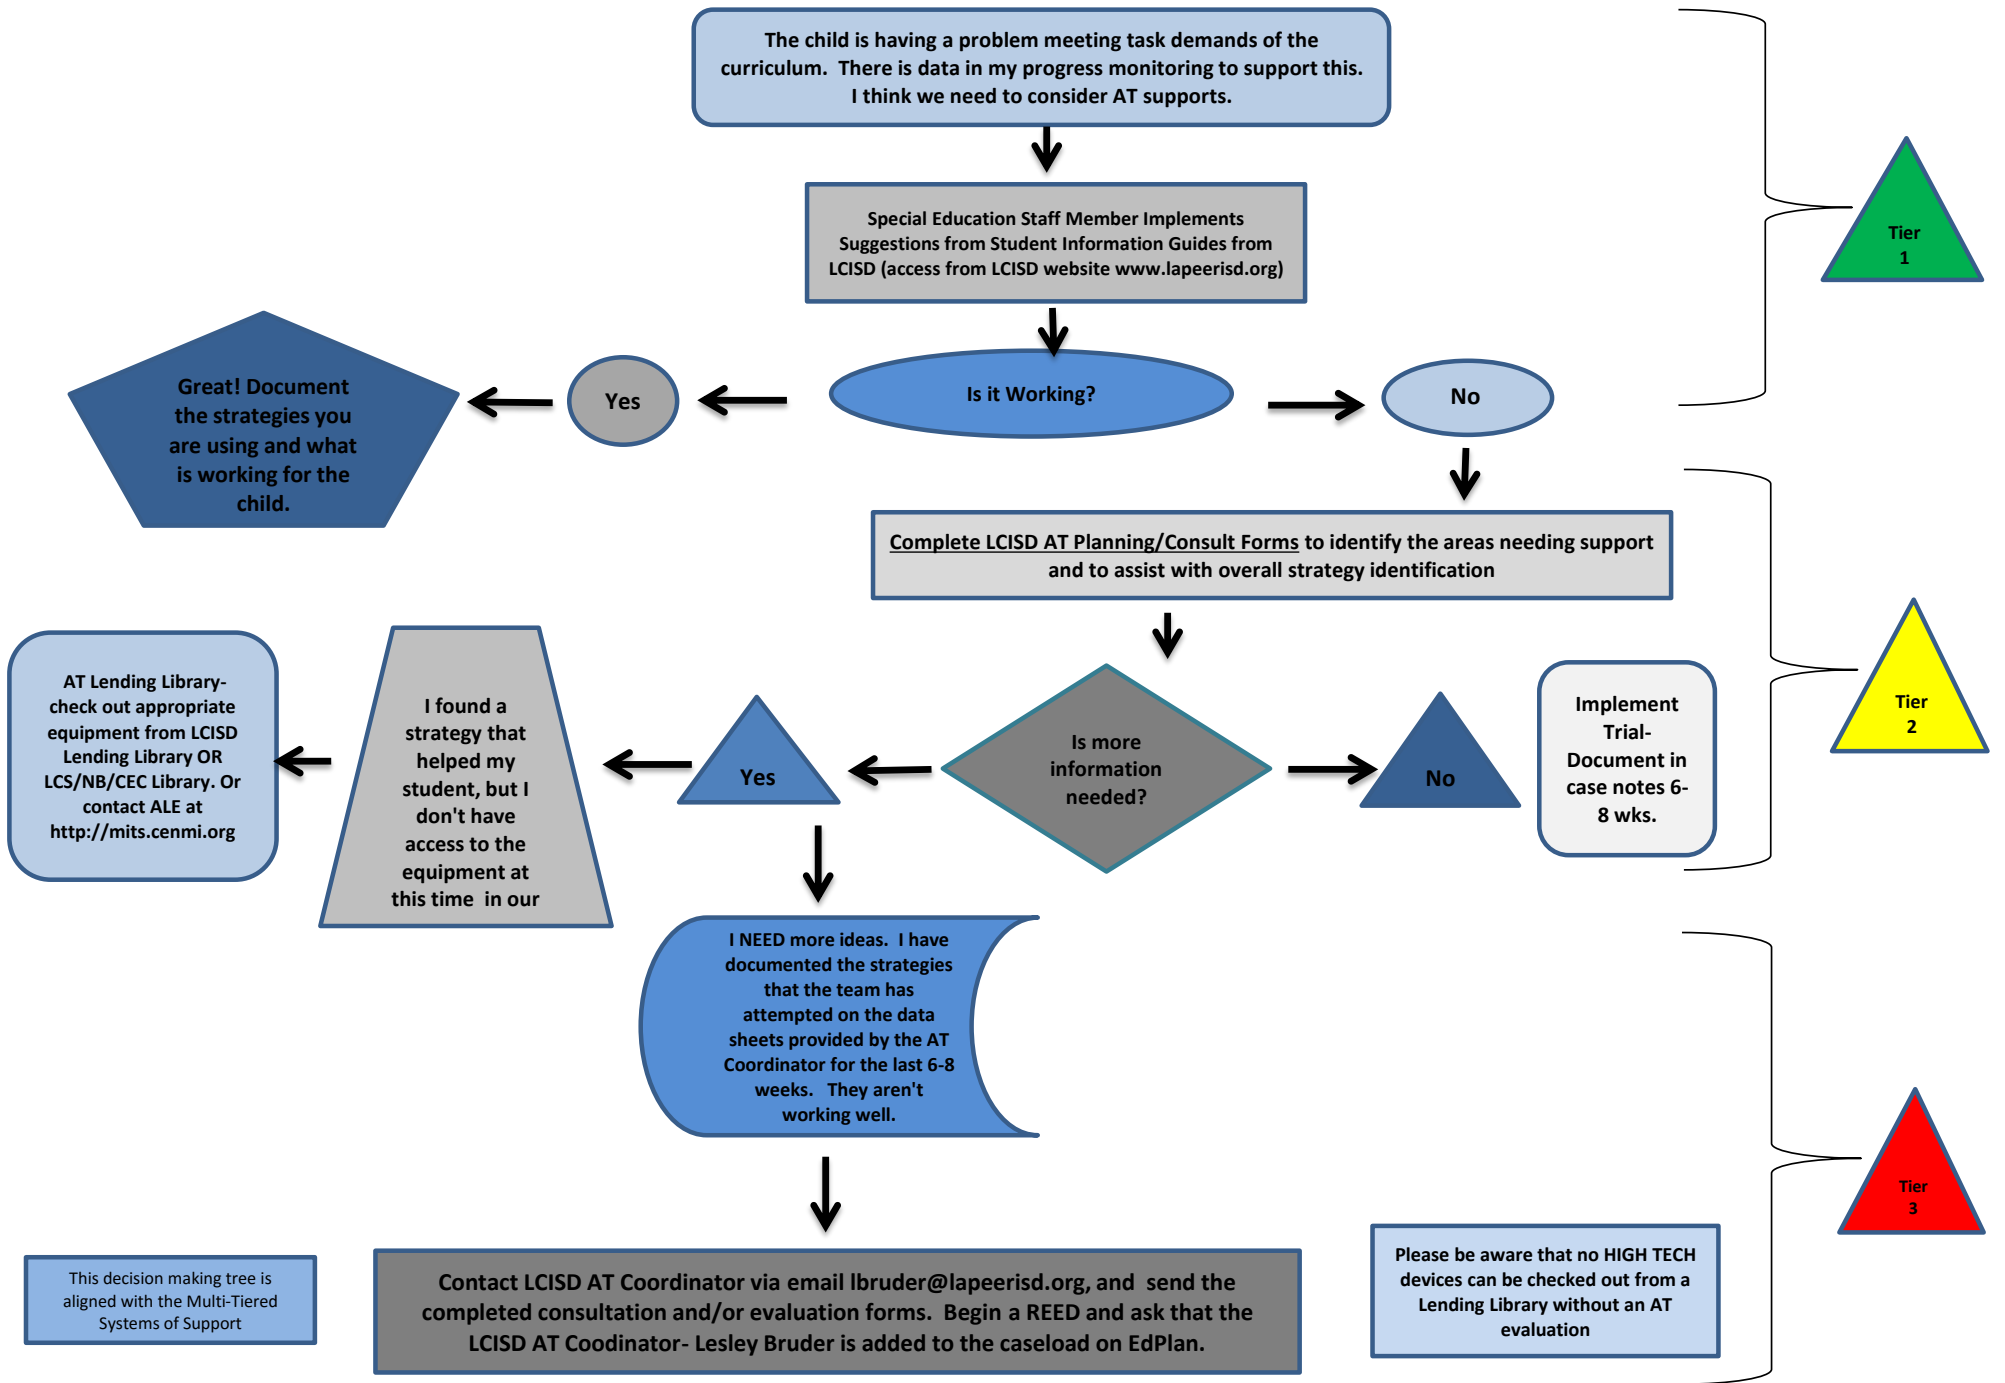 The child is having a problem meeting task demands of the
curriculum.  There is data in my progress monitoring to support this.
I think we need to consider AT supports.
Special Education Staff Member Implements
Suggestions from Student Information Guides from
LCISD (access from LCISD website www.lapeerisd.org)
Tier
1
Great! Document
the strategies you
are using and what
is working for the
child.
Yes
Is it Working?
No
Complete LCISD AT Planning/Consult Forms to identify the areas needing support
and to assist with overall strategy identification
AT Lending Library-
check out appropriate
equipment from LCISD
Lending Library OR
LCS/NB/CEC Library. Or
contact ALE at
http://mits.cenmi.org
I found a
strategy that
helped my
student, but I
don't have
access to the
equipment at
this time  in our
Yes
Is more
information
needed?
No
Implement
Trial-
Document in
case notes 6-
8 wks.
Tier
2
I NEED more ideas.  I have
documented the strategies
that the team has
attempted on the data
sheets provided by the AT
Coordinator for the last 6-8
weeks.   They aren't
working well.
Tier
3
This decision making tree is
aligned with the Multi-Tiered
Systems of Support
Contact LCISD AT Coordinator via email lbruder@lapeerisd.org, and  send the
completed consultation and/or evaluation forms.  Begin a REED and ask that the
LCISD AT Coodinator- Lesley Bruder is added to the caseload on EdPlan.
Please be aware that no HIGH TECH
devices can be checked out from a
Lending Library without an AT
evaluation